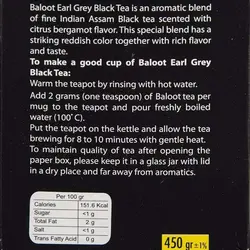 Baloot Earl Grey Black Tea is an aromatic blend
of fine Indian Assam Black tea scented with
citrus bergamot flavor. This special blend has a
striking reddish color together with rich flavor
and taste.
To make a good cup of Baloot Earl Grey
Black Tea:
Warm the teapot by rinsing with hot water.
Add 2 grams (one teaspoon) of Baloot tea per
mug to the teapot and pour freshly boiled
water (100°C).
Put the teapot on the kettle and allow the tea
brewing for 8 to 10 minutes with gentle heat.
To maintain quality of tea after opening the
paper bag, please keep it in a glass jar with lid
in a dry place and far away from aromatics.
Per 100 gr
Calories 151.6 Kcal
Sugar <1 g
Total Fat 2 g
Salt <1 g
Trans Fatty Acid 0 g
450 gr±1%